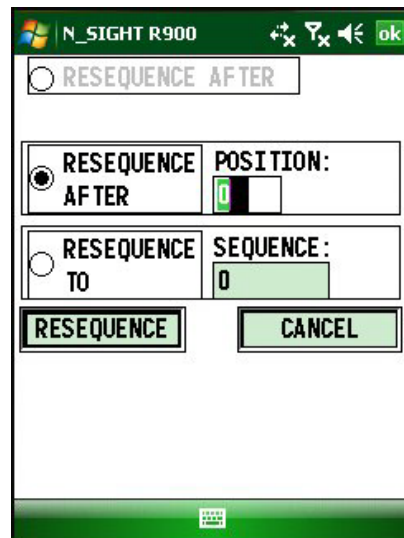 N_SIGHT R900 ok
RESEQUENCE AFTER
RESEQUENCE AFTER POSITION:
0
RESEQUENCE TO SEQUENCE:
0
RESEQUENCE CANCEL